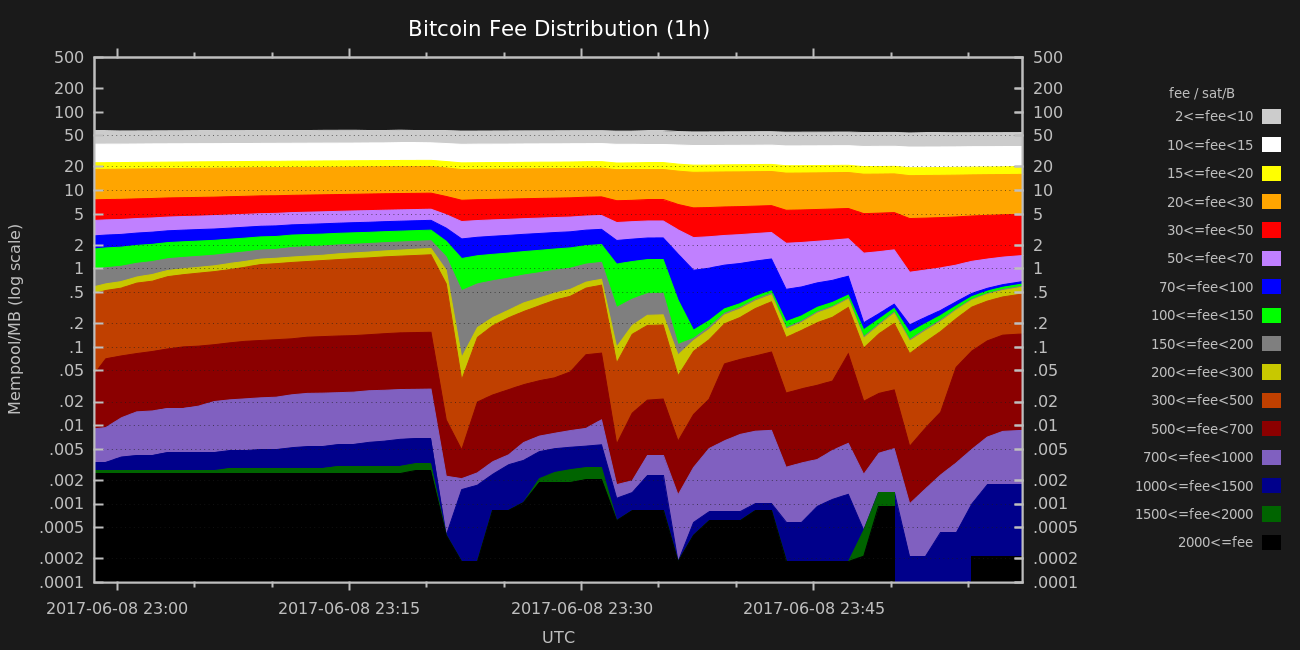 Bitcoin Fee Distribution (1h)
500 500
200 200
100 100
50 50
20 20
10 10
5 5
2 2
1 1
.5 .5
.2 .2
.1 .1
.05 .05
.02 .02
.01 .01
.005 .005
.002 .002
.001 .001
.0005 .0005
.0002 .0002
.0001 .0001
Mempool/MB (log scale)
2017-06-08 23:00 2017-06-08 23:15 2017-06-08 23:30 2017-06-08 23:45
UTC
fee / sat/B
2<=fee<10
10<=fee<15
15<=fee<20
20<=fee<30
30<=fee<50
50<=fee<70
70<=fee<100
100<=fee<150
150<=fee<200
200<=fee<300
300<=fee<500
500<=fee<700
700<=fee<1000
1000<=fee<1500
1500<=fee<2000
2000<=fee